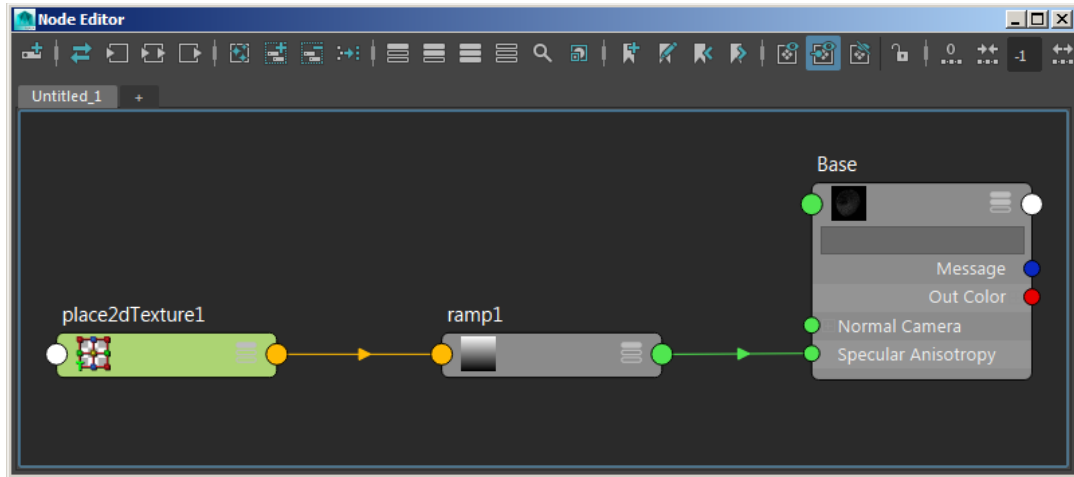 Node Editor
0
-1
Untitled_1 +
Base
Message
Out Color
place2dTexture1
ramp1
Normal Camera
Specular Anisotropy